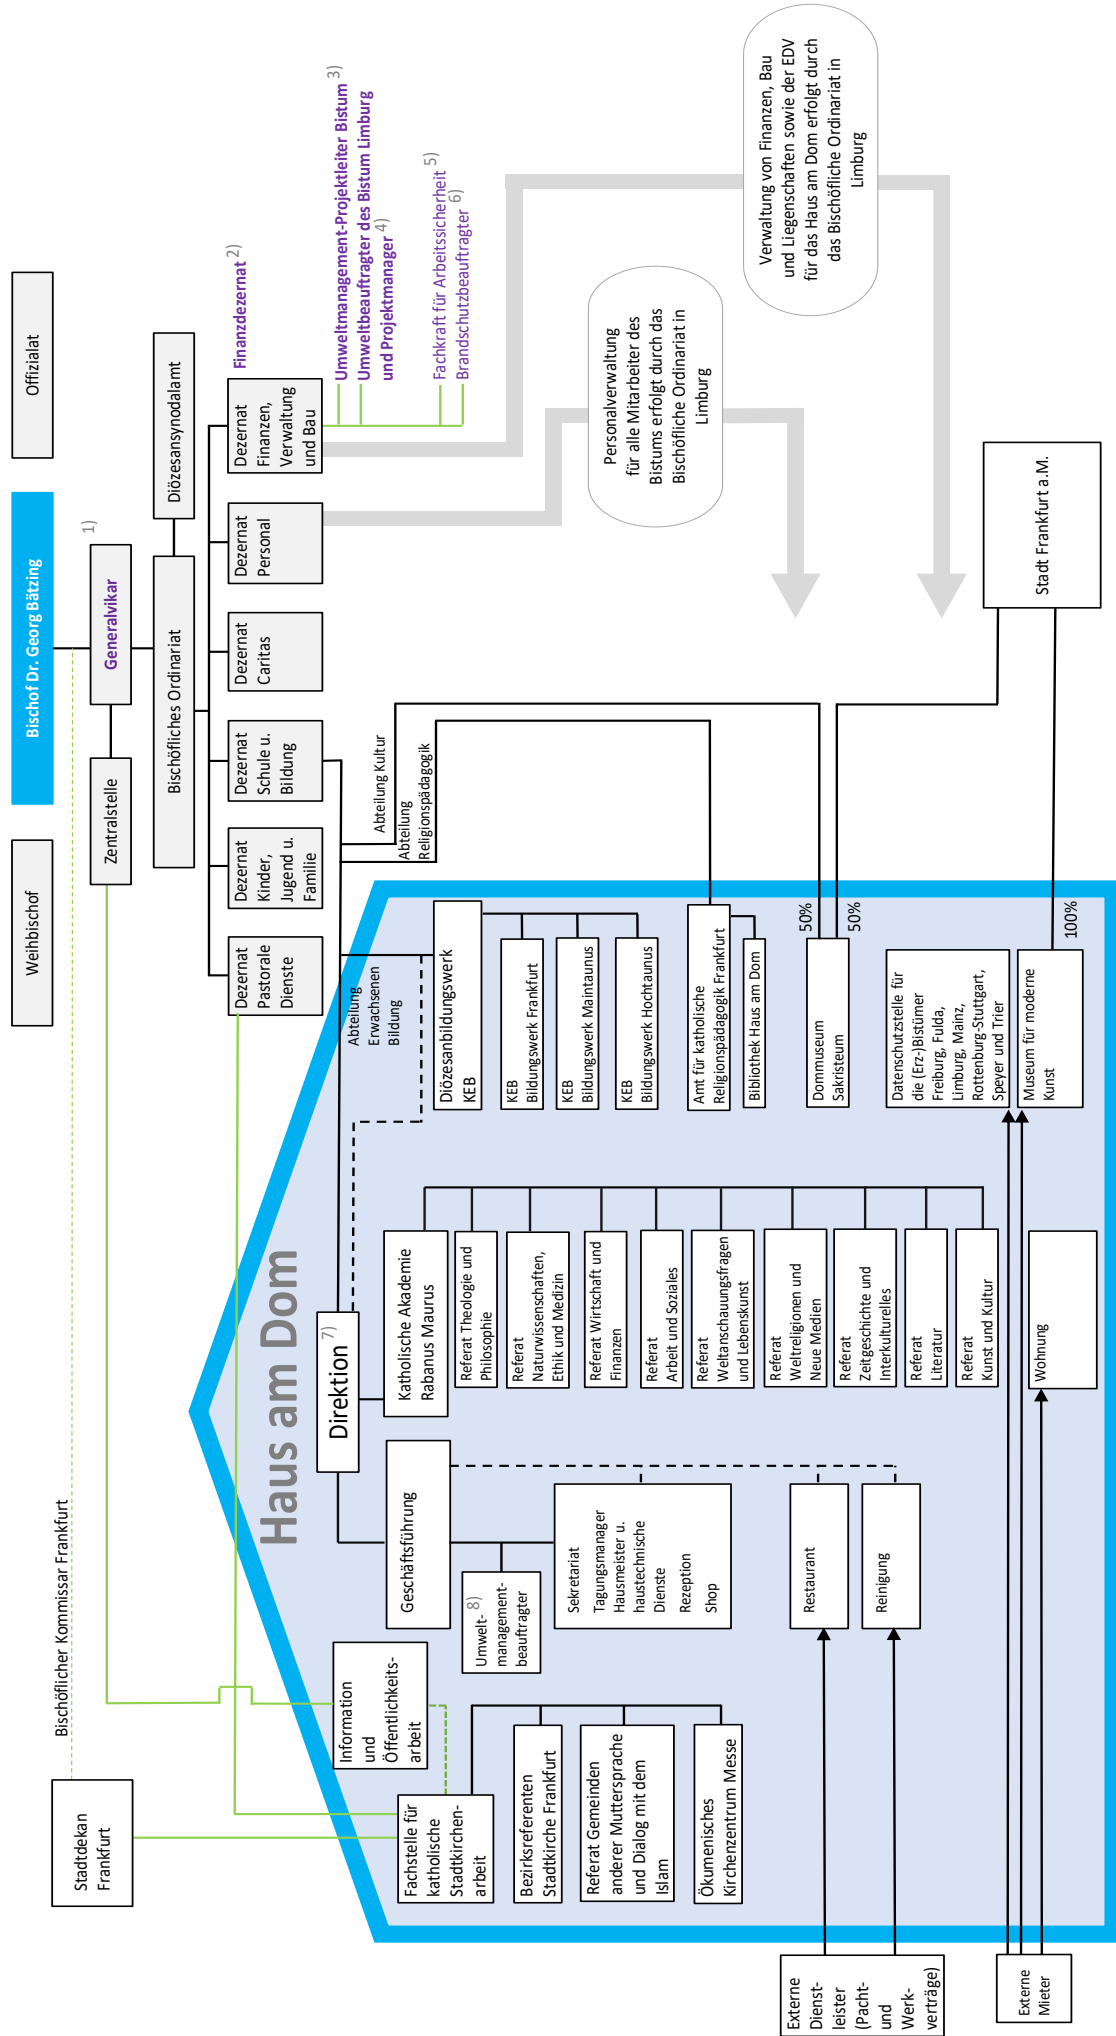 Weihbischof
Bischof Dr. Georg Bätzing
Offizialat
Stadtdekan
Frankfurt
Bischöflicher Kommissar Frankfurt
Zentralstelle
Generalvikar
1)
Bischöfliches Ordinariat
Diözesansynodalamt
Dezernat
Pastorale
Dienste
Dezernat
Kinder,
Jugend u.
Familie
Dezernat
Schule u.
Bildung
Dezernat
Caritas
Dezernat
Personal
Dezernat
Finanzen,
Verwaltung
und Bau
Finanzdezernat 2)
Umweltmanagement-Projektleiter Bistum 3)
Umweltbeauftragter des Bistum Limburg
und Projektmanager 4)
Fachkraft für Arbeitssicherheit 5)
Brandschutzbeauftragter 6)
Haus am Dom
Abteilung
Erwachsenen
Bildung
Abteilung Kultur
Abteilung
Religionspädagogik
Information
und
Öffentlichkeits-
arbeit
Direktion 7)
Fachstelle für
katholische
Stadtkirchen-
arbeit
Bezirksreferenten
Stadtkirche Frankfurt
Referat Gemeinden
anderer Muttersprache
und Dialog mit dem
Islam
Ökumenisches
Kirchenzentrum Messe
Geschäftsführung
Umwelt- 8)
management-
beauftragter
Sekretariat
Tagungsmanager
Hausmeister u.
haustechnische
Dienste
Rezeption
Shop
Restaurant
Reinigung
Katholische Akademie
Rabanus Maurus
Referat Theologie und
Philosophie
Referat
Naturwissenschaften,
Ethik und Medizin
Referat Wirtschaft und
Finanzen
Referat
Arbeit und Soziales
Referat
Weltanschauungsfragen
und Lebenskunst
Referat
Weltreligionen und
Neue Medien
Referat
Zeitgeschichte und
Interkulturelles
Referat
Literatur
Referat
Kunst und Kultur
Wohnung
Diözesanbildungswerk
KEB
KEB
Bildungswerk Frankfurt
KEB
Bildungswerk Maintaunus
KEB
Bildungswerk Hochtaunus
Amt für katholische
Religionspädagogik Frankfurt
Bibliothek Haus am Dom
Dommuseum
Sakristeum
50%
50%
Datenschutzstelle für
die (Erz-)Bistümer
Freiburg, Fulda,
Limburg, Mainz,
Rottenburg-Stuttgart,
Speyer und Trier
Museum für moderne
Kunst
100%
Personalverwaltung
für alle Mitarbeiter des
Bistums erfolgt durch das
Bischöfliche Ordinariat in
Limburg
Verwaltung von Finanzen, Bau
und Liegenschaften sowie der EDV
für das Haus am Dom erfolgt durch
das Bischöfliche Ordinariat in
Limburg
Stadt Frankfurt a.M.
Externe
Dienst-
leister
(Pacht-
und
Werk-
verträge)
Externe
Mieter